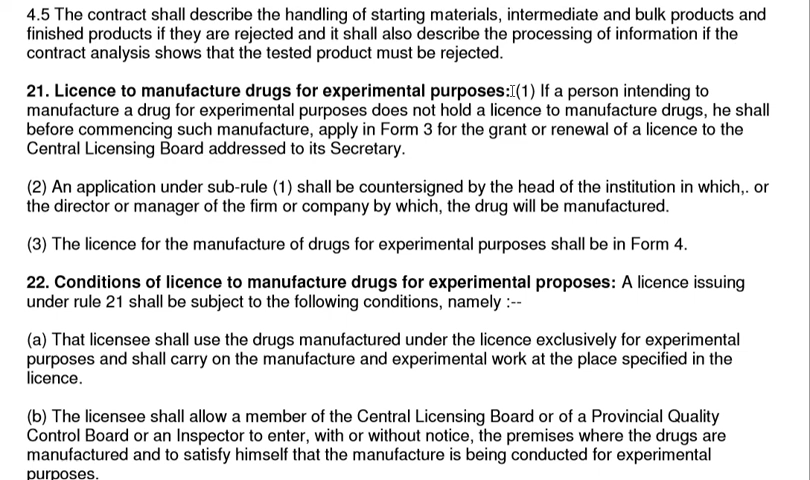 4.5 The contract shall describe the handling of starting materials, intermediate and bulk products and
finished products if they are rejected and it shall also describe the processing of information if the
contract analysis shows that the tested product must be rejected.
21. Licence to manufacture drugs for experimental purposes:(1) If a person intending to
manufacture a drug for experimental purposes does not hold a licence to manufacture drugs, he shall
before commencing such manufacture, apply in Form 3 for the grant or renewal of a licence to the
Central Licensing Board addressed to its Secretary.
(2) An application under sub-rule (1) shall be countersigned by the head of the institution in which,. or
the director or manager of the firm or company by which, the drug will be manufactured.
(3) The licence for the manufacture of drugs for experimental purposes shall be in Form 4.
22. Conditions of licence to manufacture drugs for experimental proposes: A licence issuing
under rule 21 shall be subject to the following conditions, namely :--
(a) That licensee shall use the drugs manufactured under the licence exclusively for experimental
purposes and shall carry on the manufacture and experimental work at the place specified in the
licence.
(b) The licensee shall allow a member of the Central Licensing Board or of a Provincial Quality
Control Board or an Inspector to enter, with or without notice, the premises where the drugs are
manufactured and to satisfy himself that the manufacture is being conducted for experimental
purposes.